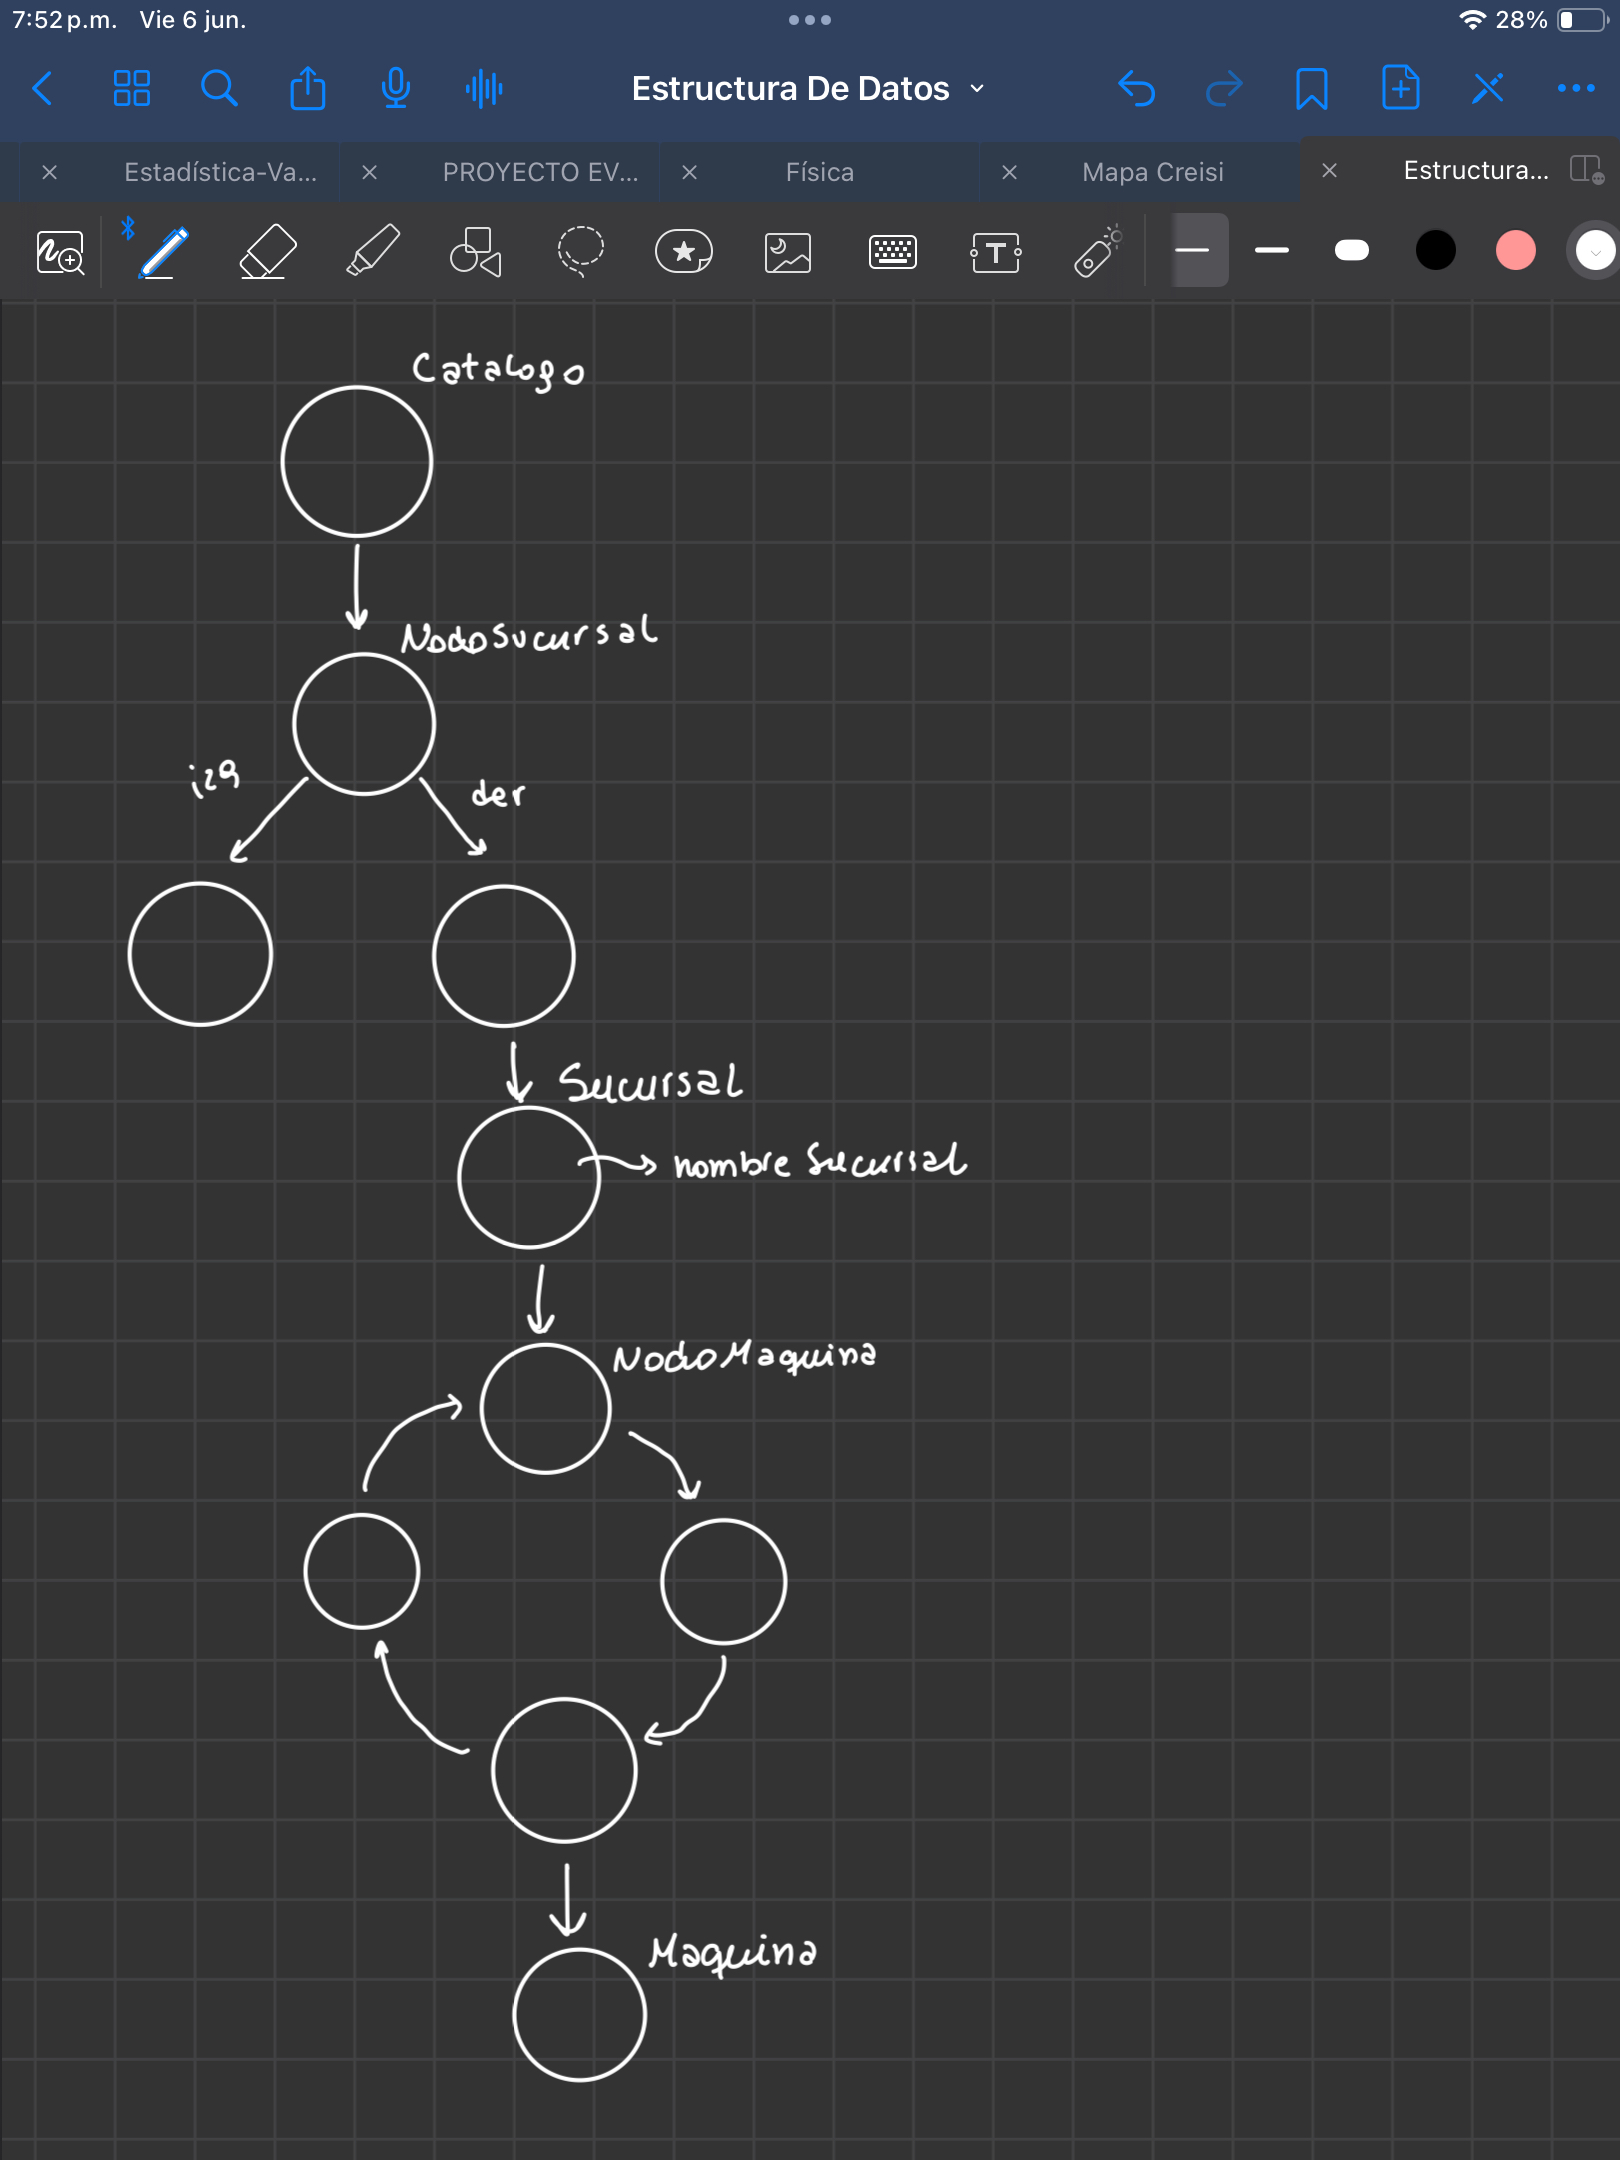 7:52 p.m. Vie 6 jun.
28%
Estructura De Datos
Estadística-Va...
PROYECTO EV...
Física
Mapa Creisi
Estructura...
T
Catalogo
NodoSucursal
izq
der
Sucursal
nombre Sucursal
NodoMaquina
Maquina